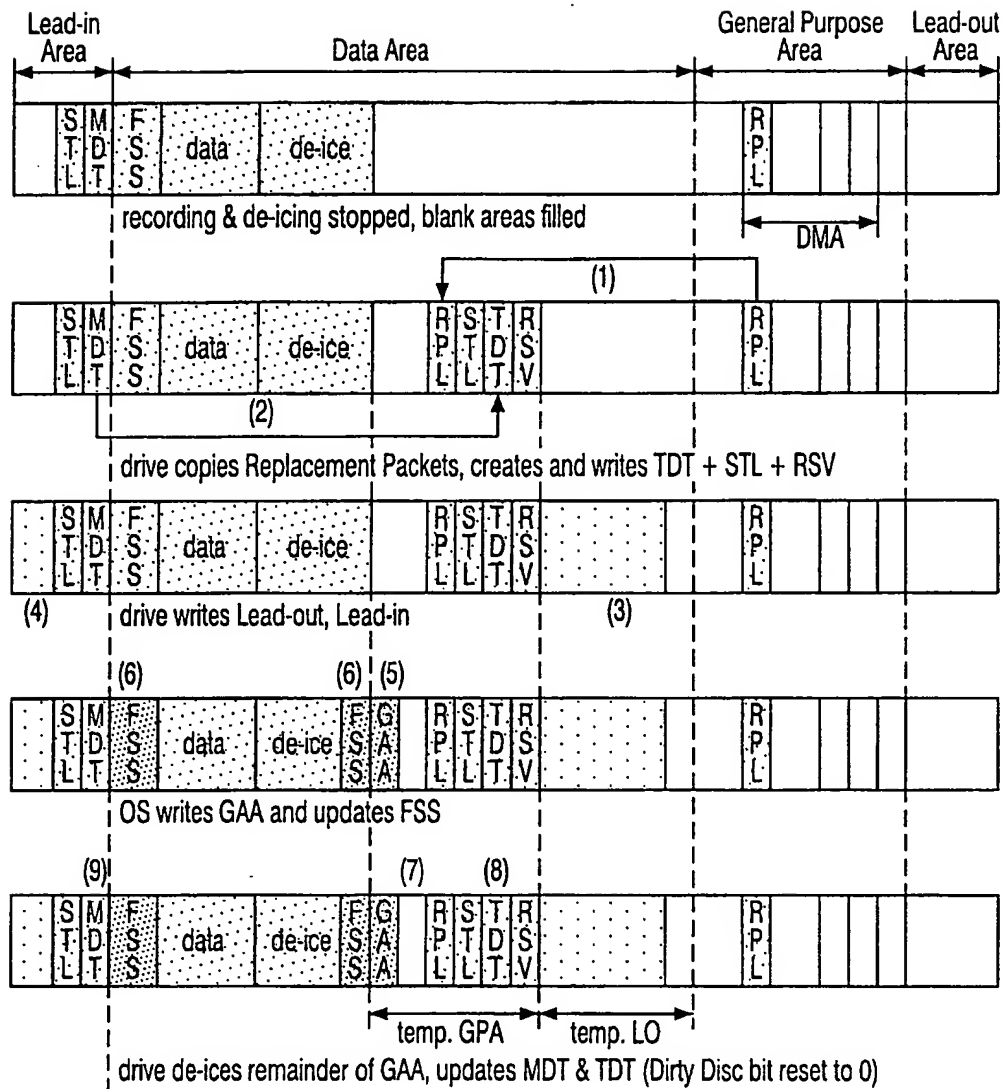 Lead-in Area Data Area General Purpose Area Lead-out Area
STL MDT FSS data de-ice RPL
recording & de-icing stopped, blank areas filled
DMA
(1)
STL MDT FSS data de-ice RPL STL TDT RSV RPL
(2)
drive copies Replacement Packets, creates and writes TDT + STL + RSV
STL MDT FSS data de-ice RPL STL TDT RSV RPL
(4) drive writes Lead-out, Lead-in (3)
(6) (6) (5)
STL MDT FSS data de-ice FSS GAA RPL STL TDT RSV RPL
OS writes GAA and updates FSS
(9) (7) (8)
STL MDT FSS data de-ice FSS GAA RPL STL TDT RSV RPL
temp. GPA temp. LO
drive de-ices remainder of GAA, updates MDT & TDT (Dirty Disc bit reset to 0)